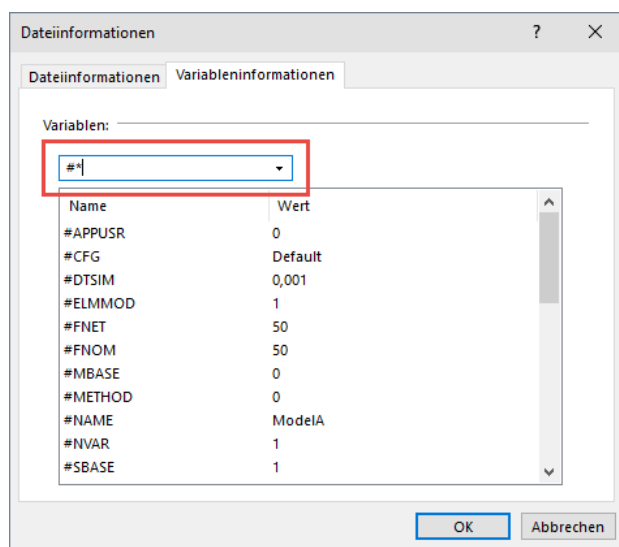 Dateiinformationen ? ×
Dateiinformationen Variableninformationen
Variablen:
#*
Name Wert
#APPUSR 0
#CFG Default
#DTSIM 0,001
#ELMMOD 1
#FNET 50
#FNOM 50
#MBASE 0
#METHOD 0
#NAME ModelA
#NVAR 1
#SBASE 1
OK Abbrechen